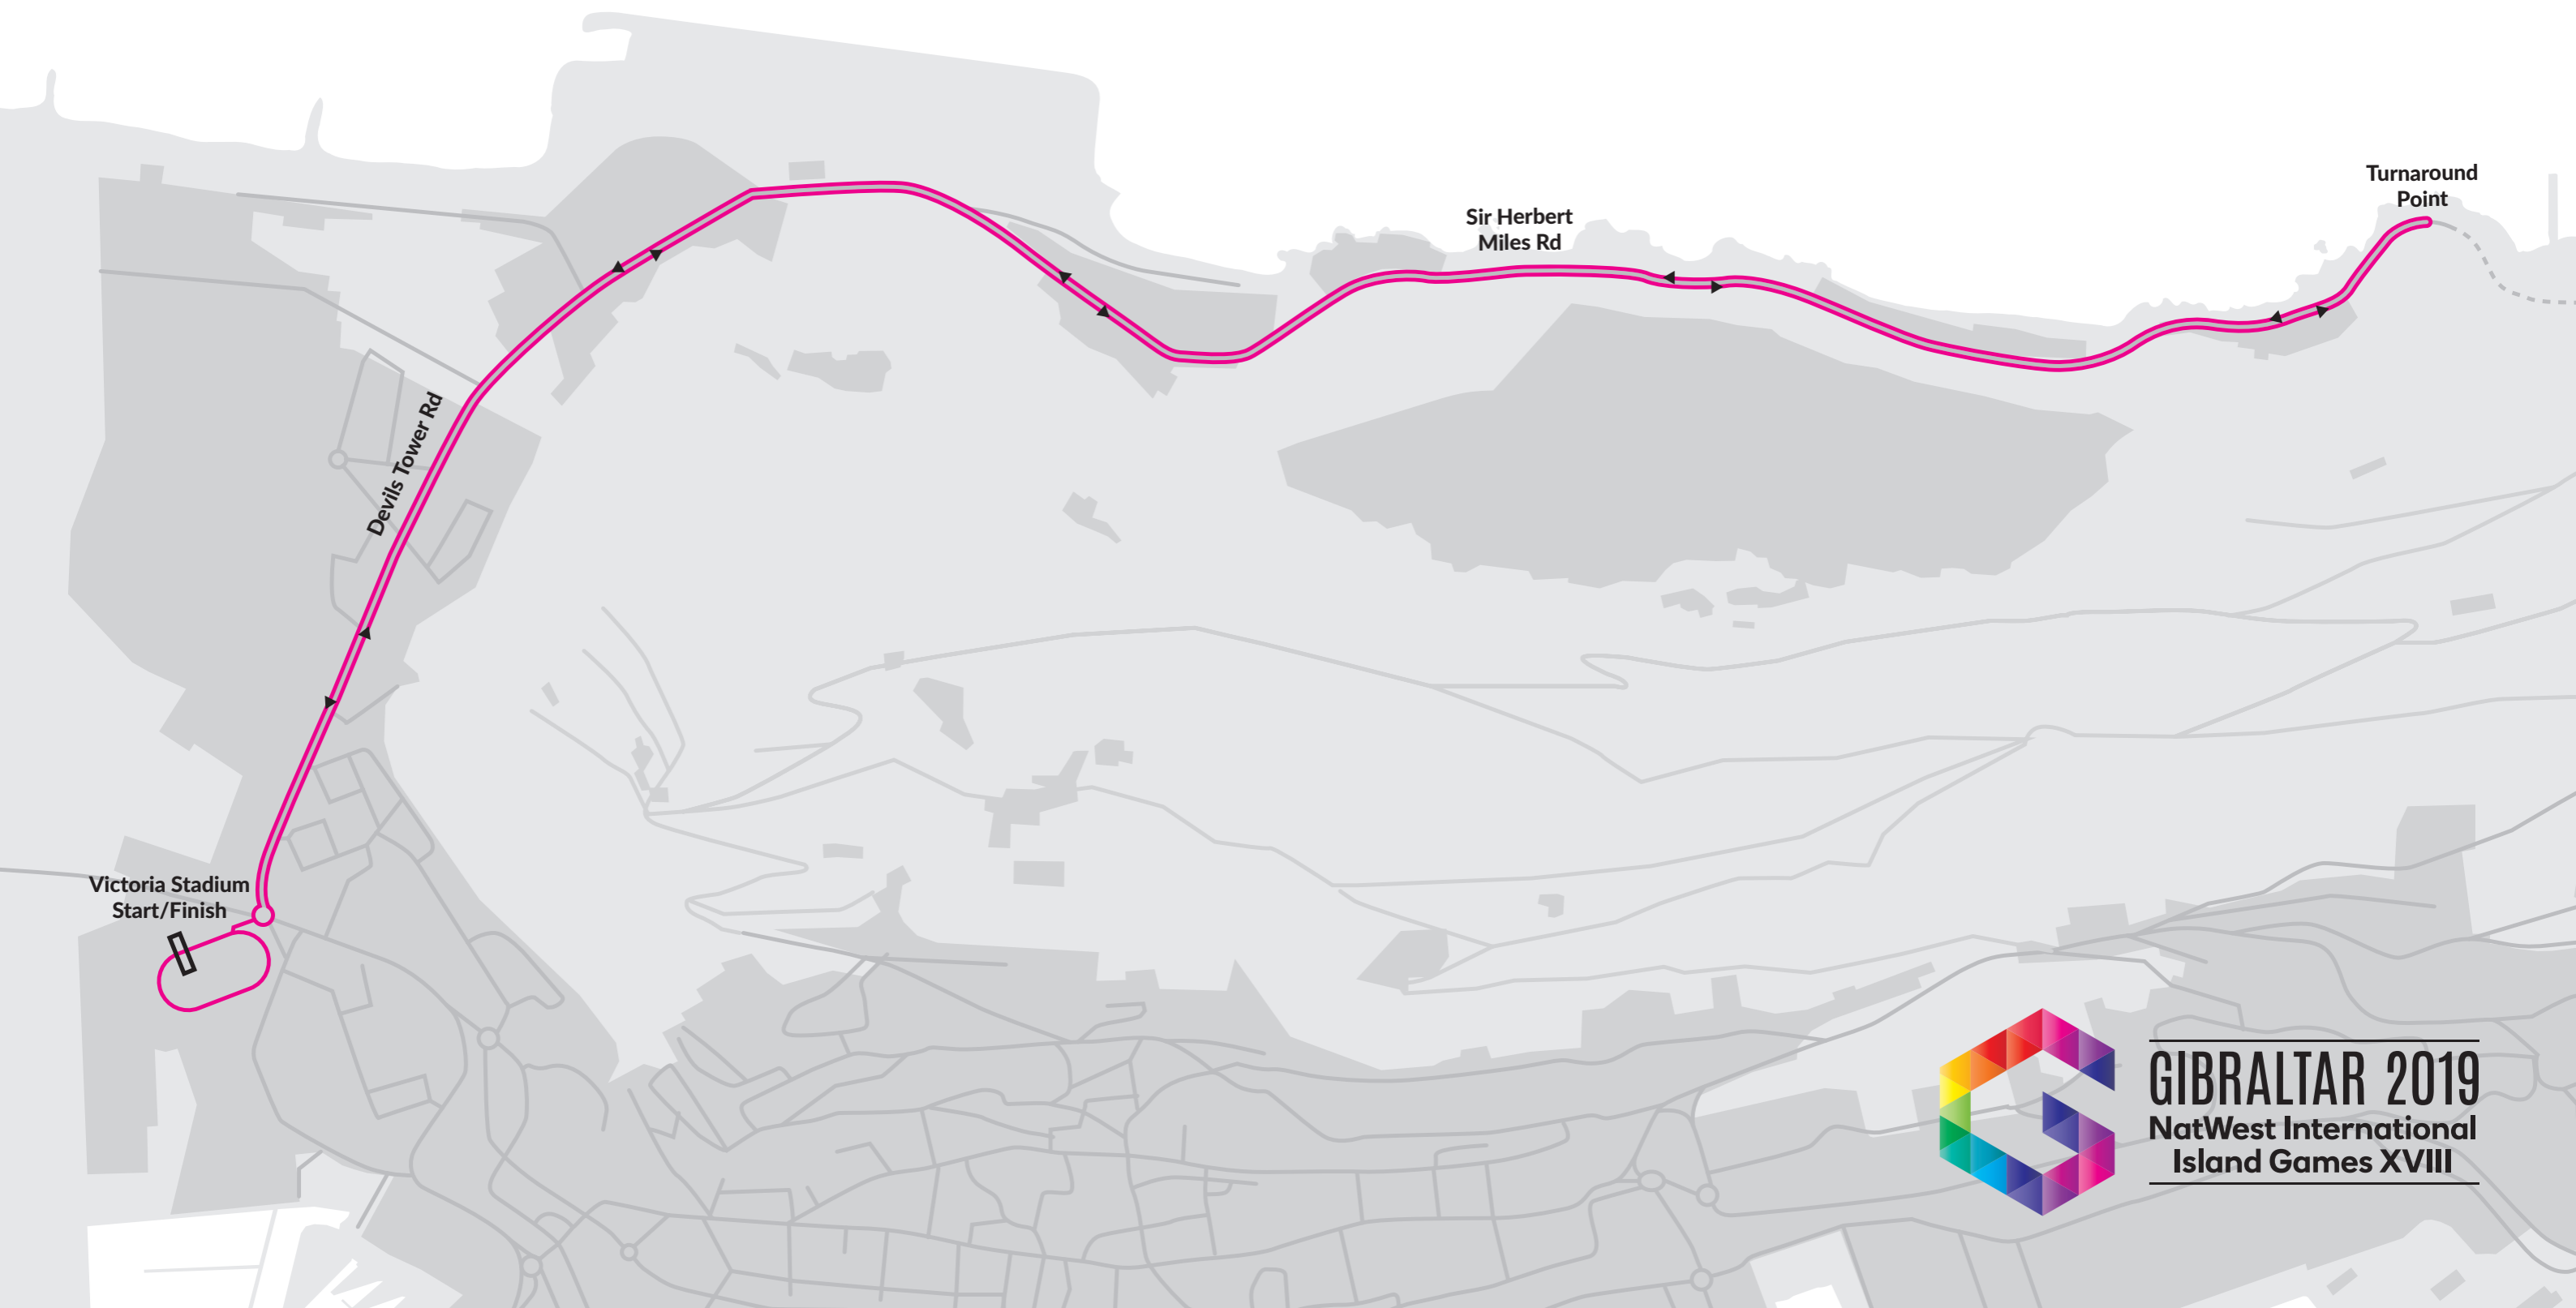 Turnaround
Point
Sir Herbert
Miles Rd
Devils Tower Rd
Victoria Stadium
Start/Finish
GIBRALTAR 2019
NatWest International
Island Games XVIII